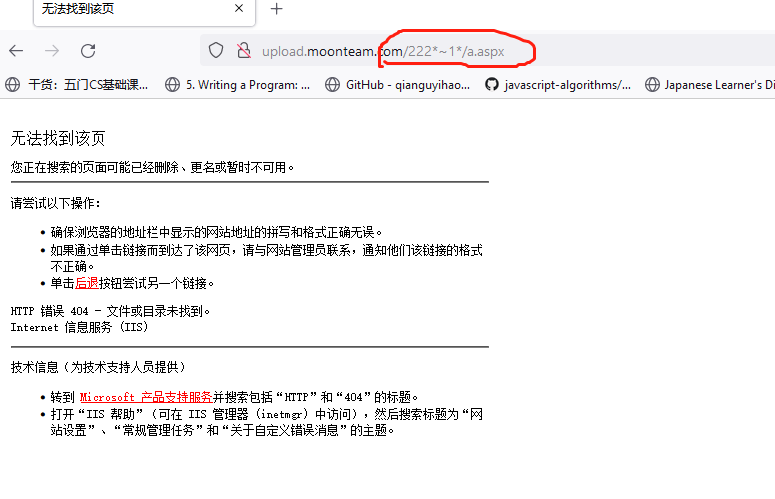 无法找到该页
upload.moonteam.com/222*~1*/a.aspx
干货：五门CS基础课... 5. Writing a Program: ... GitHub - qianguyihao... javascript-algorithms/... Japanese Learner's Di
无法找到该页
您正在搜索的页面可能已经删除、更名或暂时不可用。
请尝试以下操作：
确保浏览器的地址栏中显示的网站地址的拼写和格式正确无误。
如果通过单击链接而到达了该网页，请与网站管理员联系，通知他们该链接的格式
不正确。
单击后退按钮尝试另一个链接。
HTTP 错误 404 - 文件或目录未找到。
Internet 信息服务 (IIS)
技术信息（为技术支持人员提供）
转到 Microsoft 产品支持服务并搜索包括“HTTP”和“404”的标题。
打开“IIS 帮助”（可在 IIS 管理器 (inetmgr) 中访问），然后搜索标题为“网
站设置”、“常规管理任务”和“关于自定义错误消息”的主题。